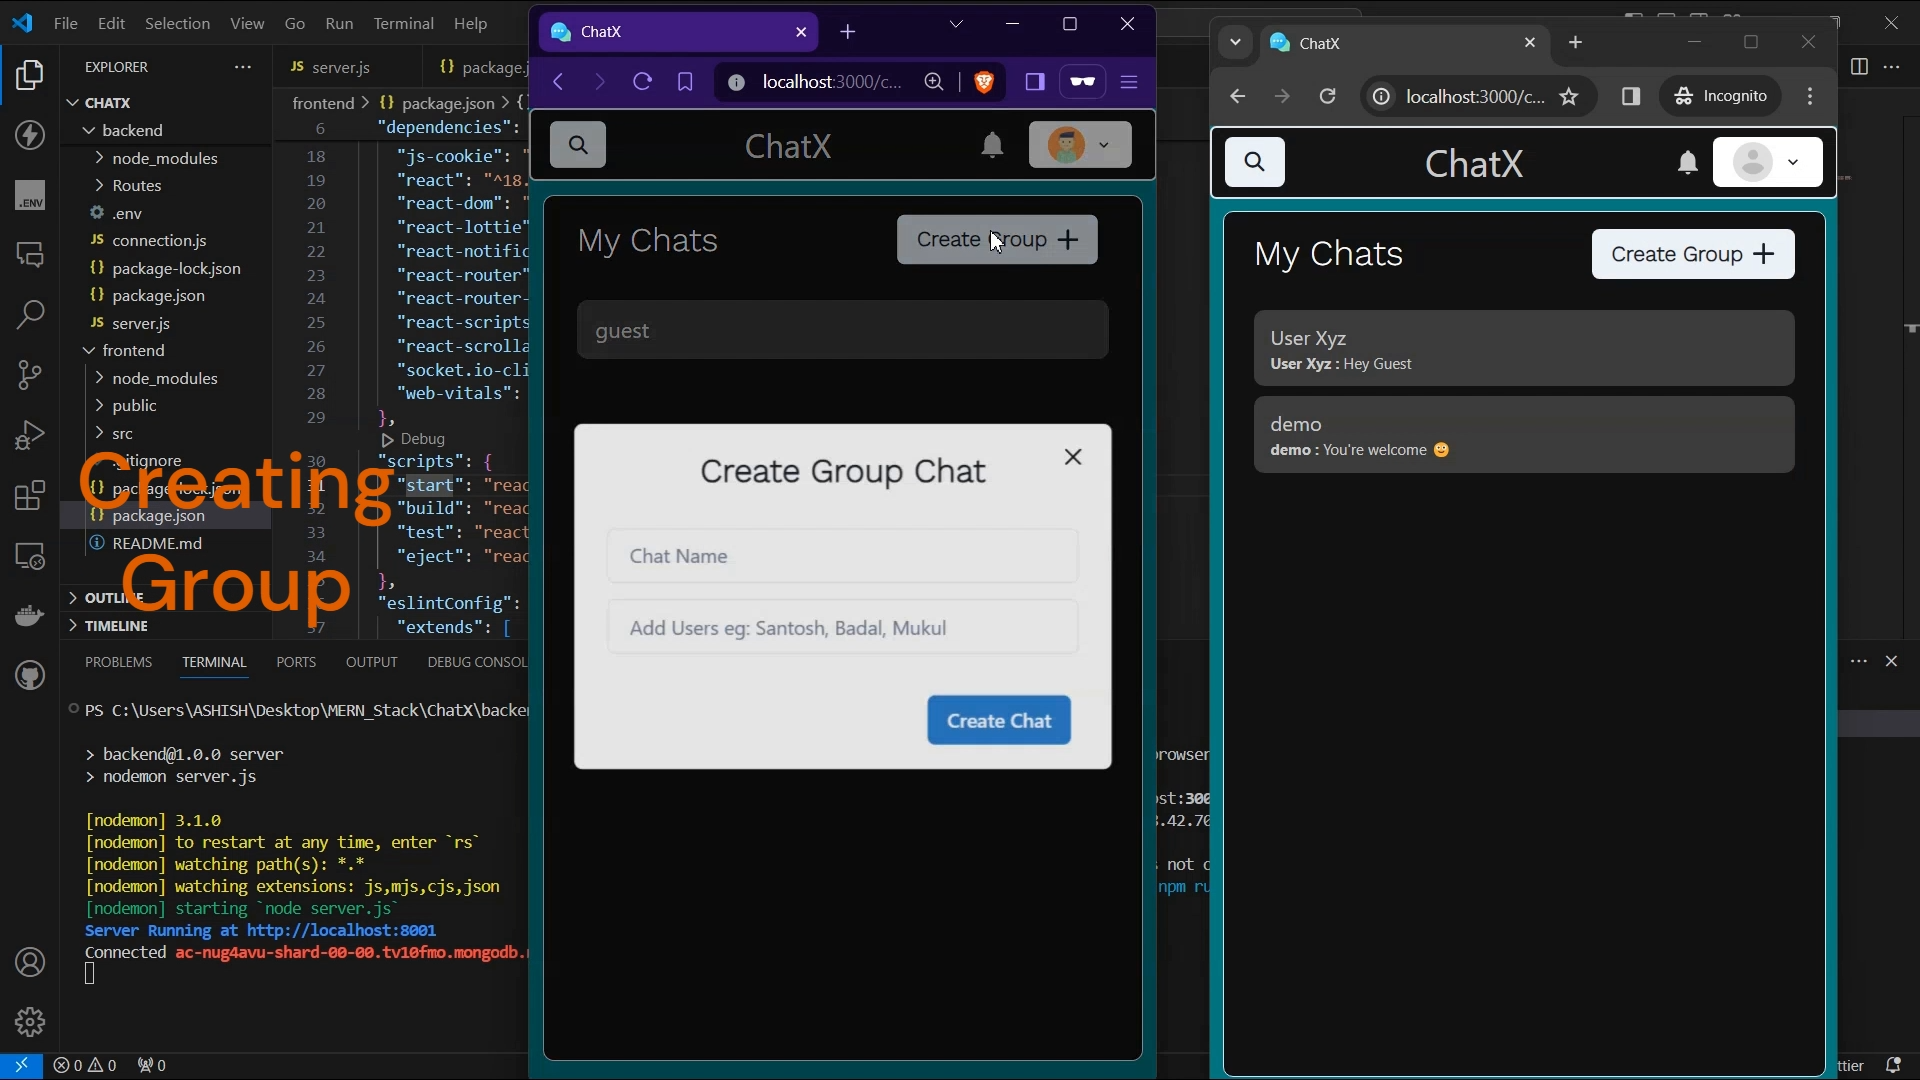 File Edit Selection View Go Run Terminal Help
EXPLORER
CHATX
backend
node_modules
Routes
.env
connection.js
package-lock.json
package.json
server.js
frontend
node_modules
public
src
.gitignore
package-lock.json
package.json
README.md
OUTLINE
TIMELINE
.ENV
Creating
Group
JS server.js
{} package.j
frontend > {} package.json > {}
6 "dependencies":
18 "js-cookie": "
19 "react": "^18.
20 "react-dom": "
21 "react-lottie"
22 "react-notific
23 "react-router"
24 "react-router-
25 "react-scripts
26 "react-scrolla
27 "socket.io-cli
28 "web-vitals":
29 },
Debug
30 "scripts": {
31 "start": "reac
32 "build": "reac
33 "test": "react
34 "eject": "reac
},
"eslintConfig":
37 "extends": [
PROBLEMS TERMINAL PORTS OUTPUT DEBUG CONSOL
PS C:\Users\ASHISH\Desktop\MERN_Stack\ChatX\backen
> backend@1.0.0 server
> nodemon server.js
[nodemon] 3.1.0
[nodemon] to restart at any time, enter `rs`
[nodemon] watching path(s): *.*
[nodemon] watching extensions: js,mjs,cjs,json
[nodemon] starting `node server.js`
Server Running at http://localhost:8001
Connected ac-nug4avu-shard-00-00.tv10fmo.mongodb.
0 0 0
ChatX
localhost:3000/c...
ChatX
My Chats
Create Group
guest
Create Group Chat
Chat Name
Add Users eg: Santosh, Badal, Mukul
Create Chat
rowser
st:300
.42.70
not c
npm ru
ChatX
localhost:3000/c...
Incognito
ChatX
My Chats
Create Group
User Xyz
User Xyz : Hey Guest
demo
demo : You're welcome 🙂
ttier